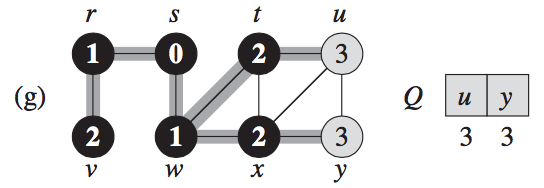 r s t u
1 0 2 3
(g) Q u y
2 1 2 3 3 3
v w x y